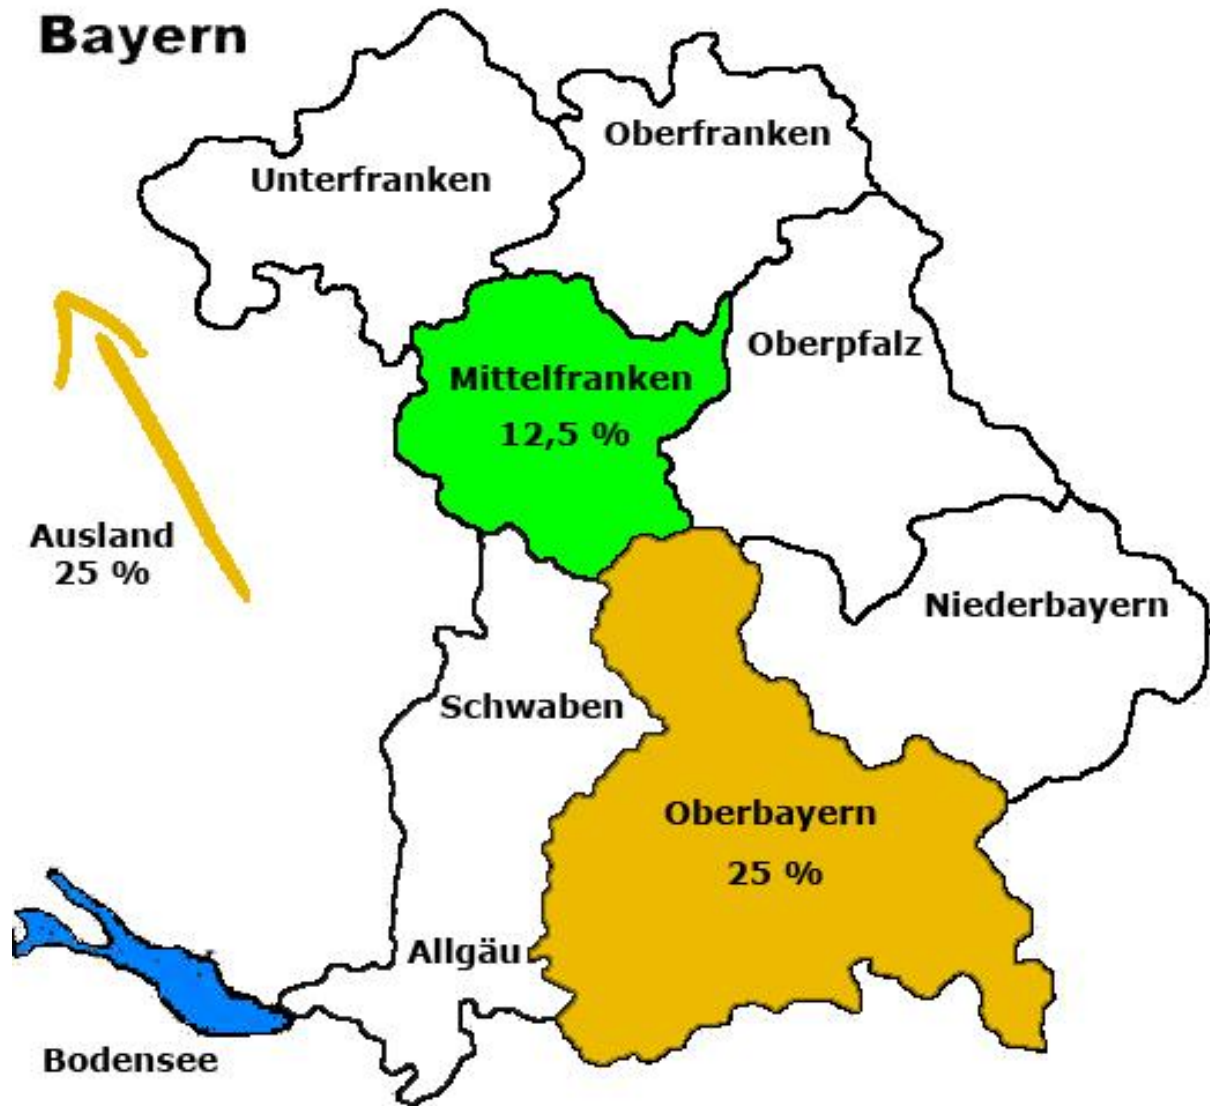 Bayern
Oberfranken
Unterfranken
Oberpfalz
Mittelfranken
12,5 %
Ausland
25 %
Niederbayern
Schwaben
Oberbayern
25 %
Allgäu
Bodensee